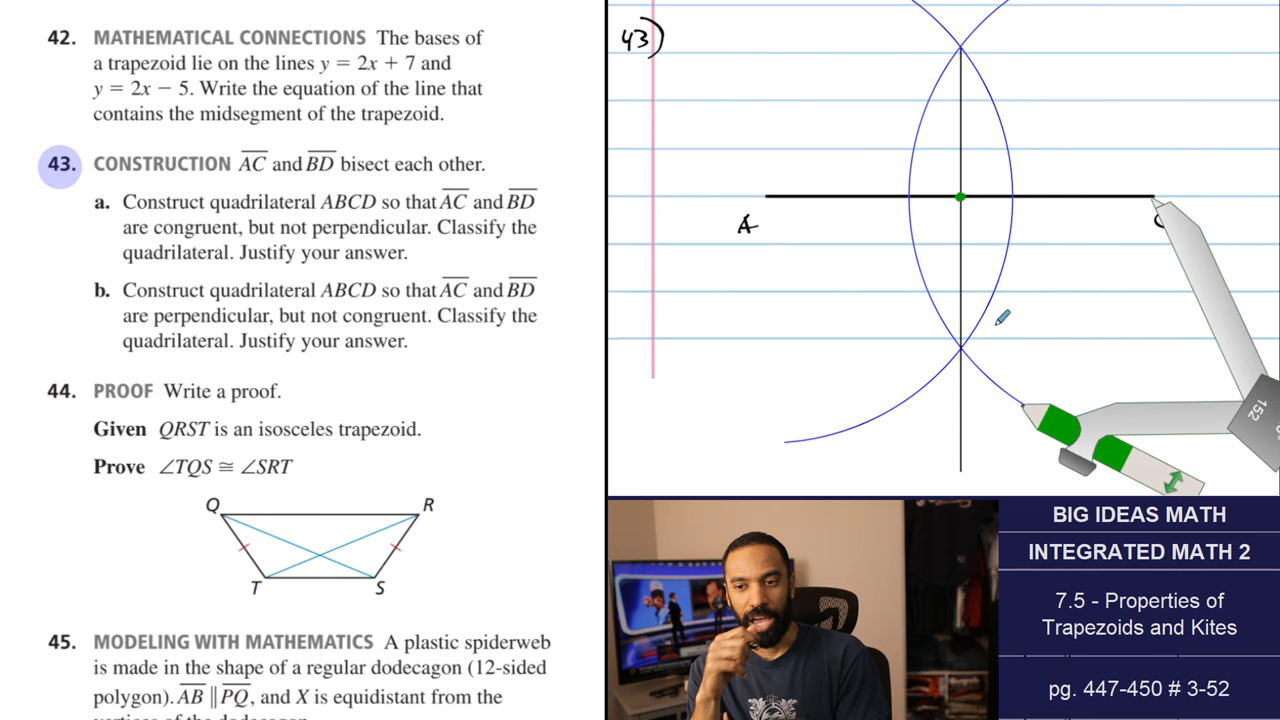 42. MATHEMATICAL CONNECTIONS The bases of
a trapezoid lie on the lines y = 2x + 7 and
y = 2x − 5. Write the equation of the line that
contains the midsegment of the trapezoid.
43. CONSTRUCTION AC and BD bisect each other.
a. Construct quadrilateral ABCD so that AC and BD
are congruent, but not perpendicular. Classify the
quadrilateral. Justify your answer.
b. Construct quadrilateral ABCD so that AC and BD
are perpendicular, but not congruent. Classify the
quadrilateral. Justify your answer.
44. PROOF Write a proof.
Given QRST is an isosceles trapezoid.
Prove ∠TQS ≅ ∠SRT
Q R
T S
45. MODELING WITH MATHEMATICS A plastic spiderweb
is made in the shape of a regular dodecagon (12-sided
polygon). AB ∥ PQ, and X is equidistant from the
43)
A
152
BIG IDEAS MATH
INTEGRATED MATH 2
7.5 - Properties of
Trapezoids and Kites
pg. 447-450 # 3-52